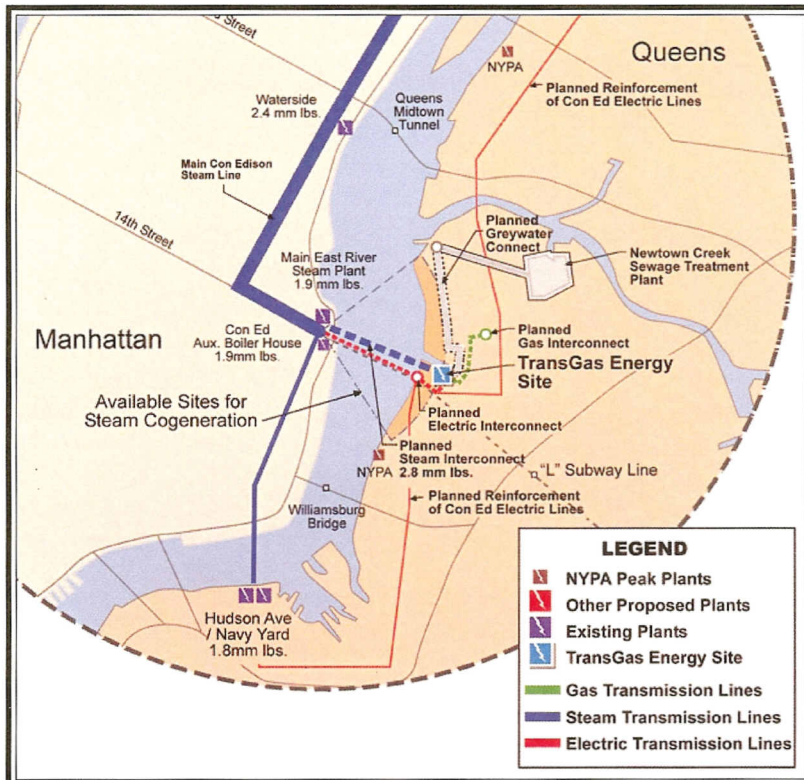 Street
Queens
NYPA
Planned Reinforcement
of Con Ed Electric Lines
Waterside
2.4 mm lbs.
Queens
Midtown
Tunnel
Main Con Edison
Steam Line
14th Street
Planned
Greywater
Connect
Main East River
Steam Plant
1.9 mm lbs.
Newtown Creek
Sewage Treatment
Plant
Manhattan
Con Ed
Aux. Boiler House
1.9mm lbs.
Planned
Gas Interconnect
TransGas Energy
Site
Available Sites for
Steam Cogeneration
Planned
Electric Interconnect
Planned
Steam Interconnect
2.8 mm lbs.
NYPA
"L" Subway Line
Planned Reinforcement
of Con Ed Electric Lines
Williamsburg
Bridge
Hudson Ave
/ Navy Yard
1.8mm lbs.
LEGEND
NYPA Peak Plants
Other Proposed Plants
Existing Plants
TransGas Energy Site
Gas Transmission Lines
Steam Transmission Lines
Electric Transmission Lines